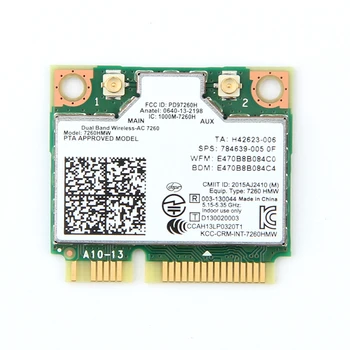 1
2
FCC ID: PD97260H
Anatel: 0640-13-2198
IC: 1000M-7260H
MAIN
AUX
Dual Band Wireless-AC 7260
Model: 7260HMW
PTA APPROVED MODEL
TA: H42623-006
SPS: 784639-005 0F
WFM: E470B8B084C0
BDM: E470B8B084C4
CMIIT ID: 2015AJ2410 (M)
Equip. Type: 7260 HMW
R 003-130044
Made in China
5.15-5.35 GHz
T D130020003
CCAH13LP0320T1
KCC-CRM-INT-7260HMW
A10-13